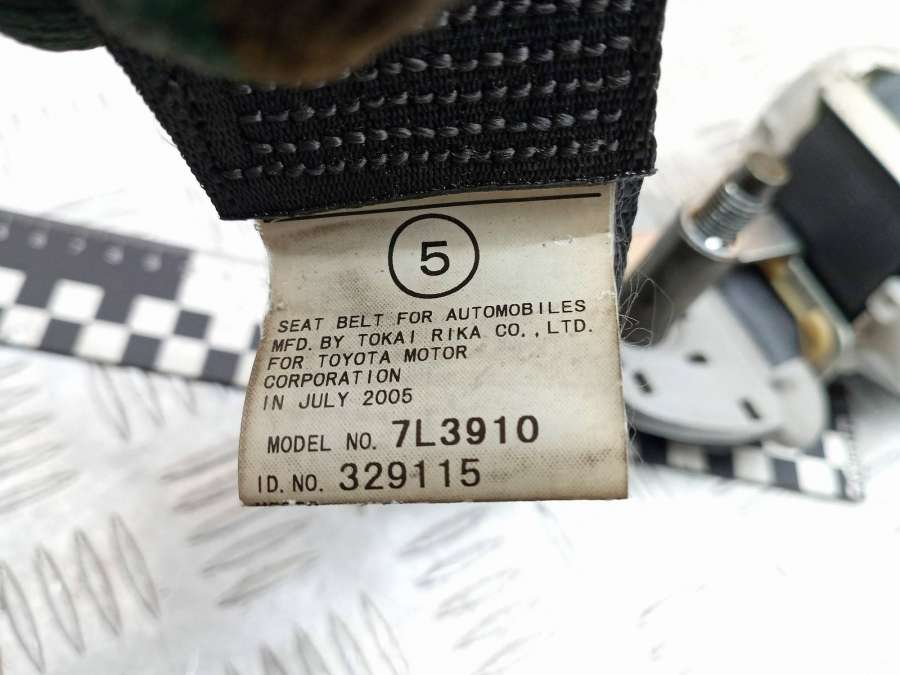 5
SEAT BELT FOR AUTOMOBILES
MFD. BY TOKAI RIKA CO.,LTD.
FOR TOYOTA MOTOR
CORPORATION
IN JULY 2005
MODEL NO. 7L3910
ID. NO. 329115